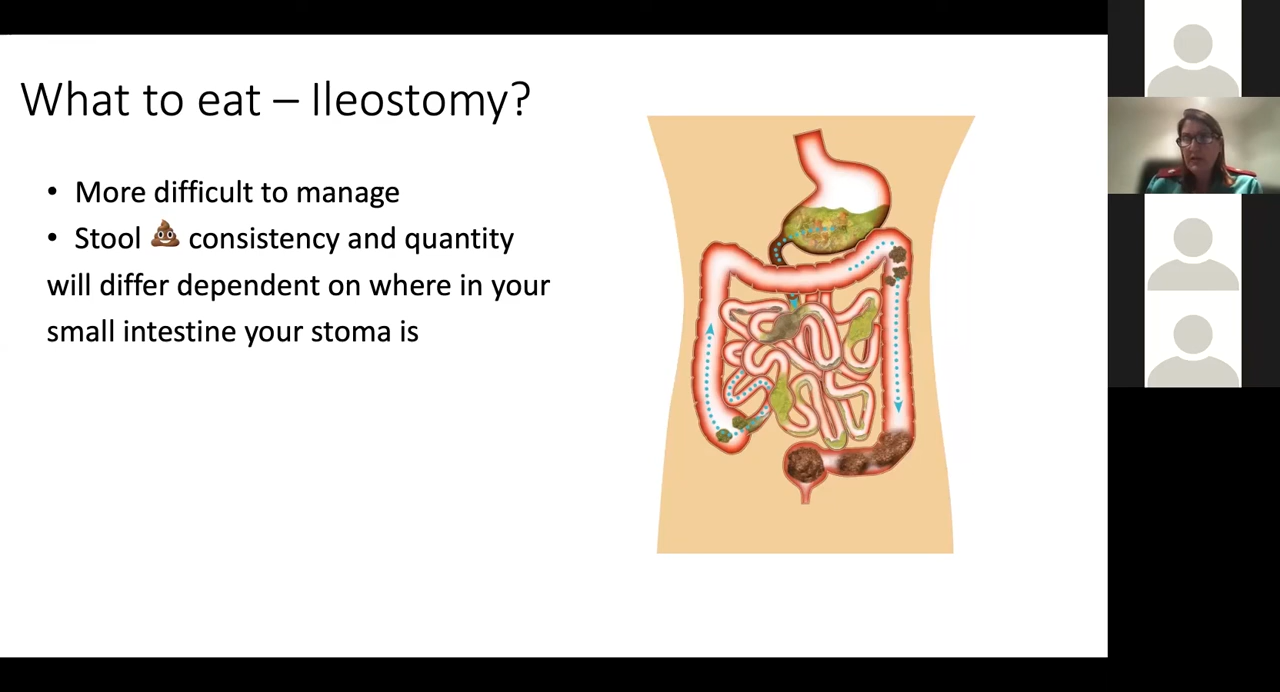 What to eat – Ileostomy?
• More difficult to manage
• Stool 💩 consistency and quantity
will differ dependent on where in your
small intestine your stoma is